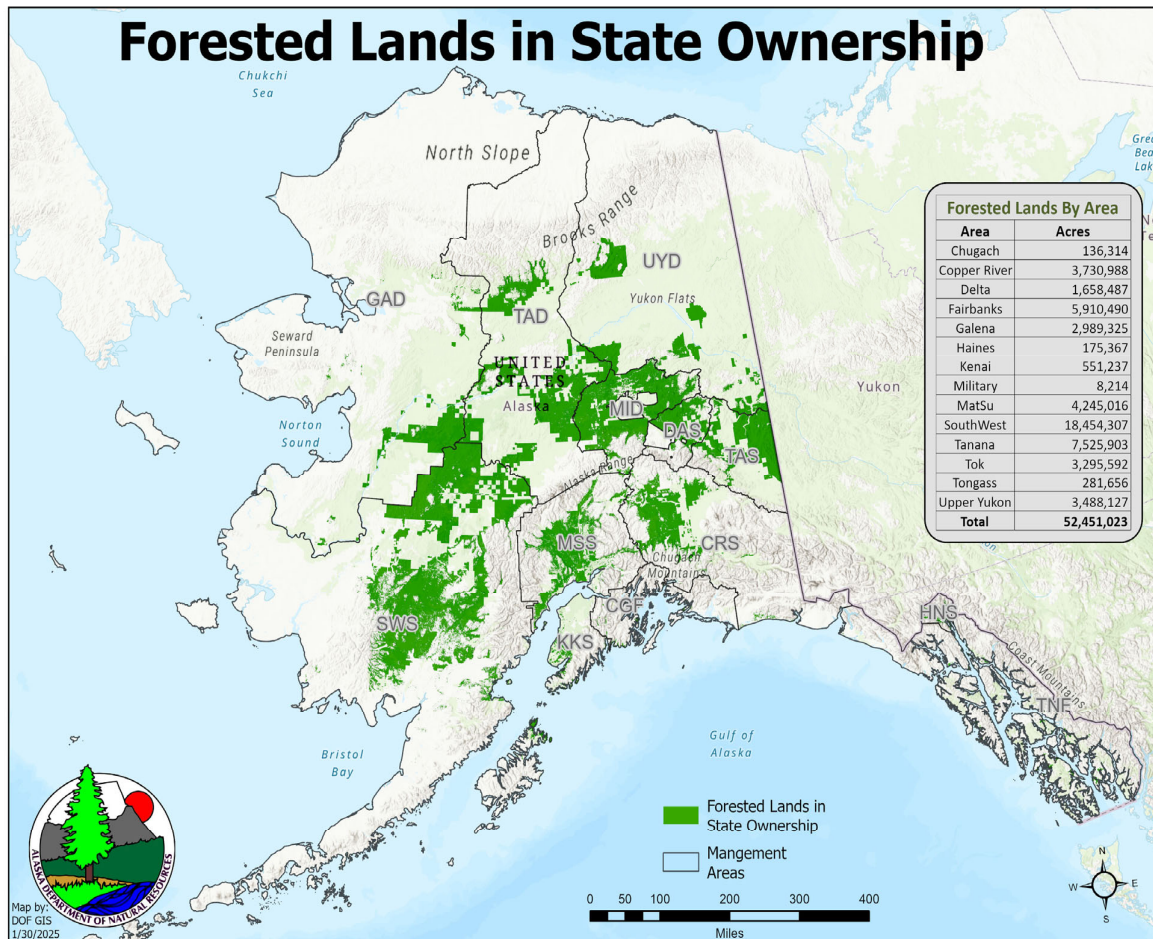 Forested Lands in State Ownership
Chukchi
Sea
North Slope
Brooks Range
UYD
Yukon Flats
GAD
TAD
Seward
Peninsula
UNITED
STATES
Alaska
MID
Yukon
Norton
Sound
DAS
TAS
Alaska Range
MSS
CRS
Chugach
Mountains
CGF
SWS
KKS
HNS
Coast Mountains
TNF
Gulf of
Alaska
Bristol
Bay
Forested Lands By Area
Area Acres
Chugach 136,314
Copper River 3,730,988
Delta 1,658,487
Fairbanks 5,910,490
Galena 2,989,325
Haines 175,367
Kenai 551,237
Military 8,214
MatSu 4,245,016
SouthWest 18,454,307
Tanana 7,525,903
Tok 3,295,592
Tongass 281,656
Upper Yukon 3,488,127
Total 52,451,023
Forested Lands in
State Ownership
Mangement
Areas
0 50 100 200 300 400
Miles
N
W E
S
ALASKA DEPARTMENT OF NATURAL RESOURCES
Map by:
DOF GIS
1/30/2025